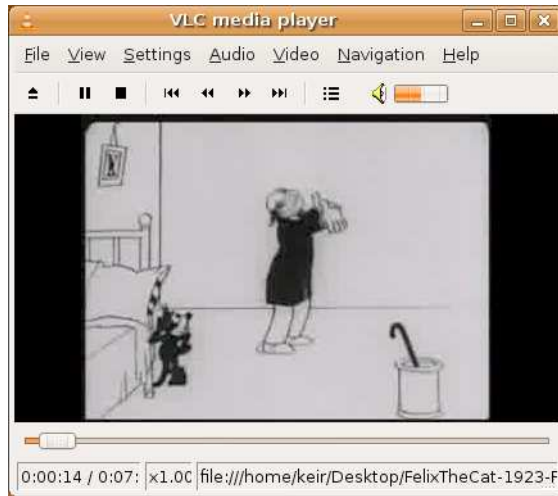 VLC media player
File View Settings Audio Video Navigation Help
0:00:14 / 0:07: x1.00 file:///home/keir/Desktop/FelixTheCat-1923-F